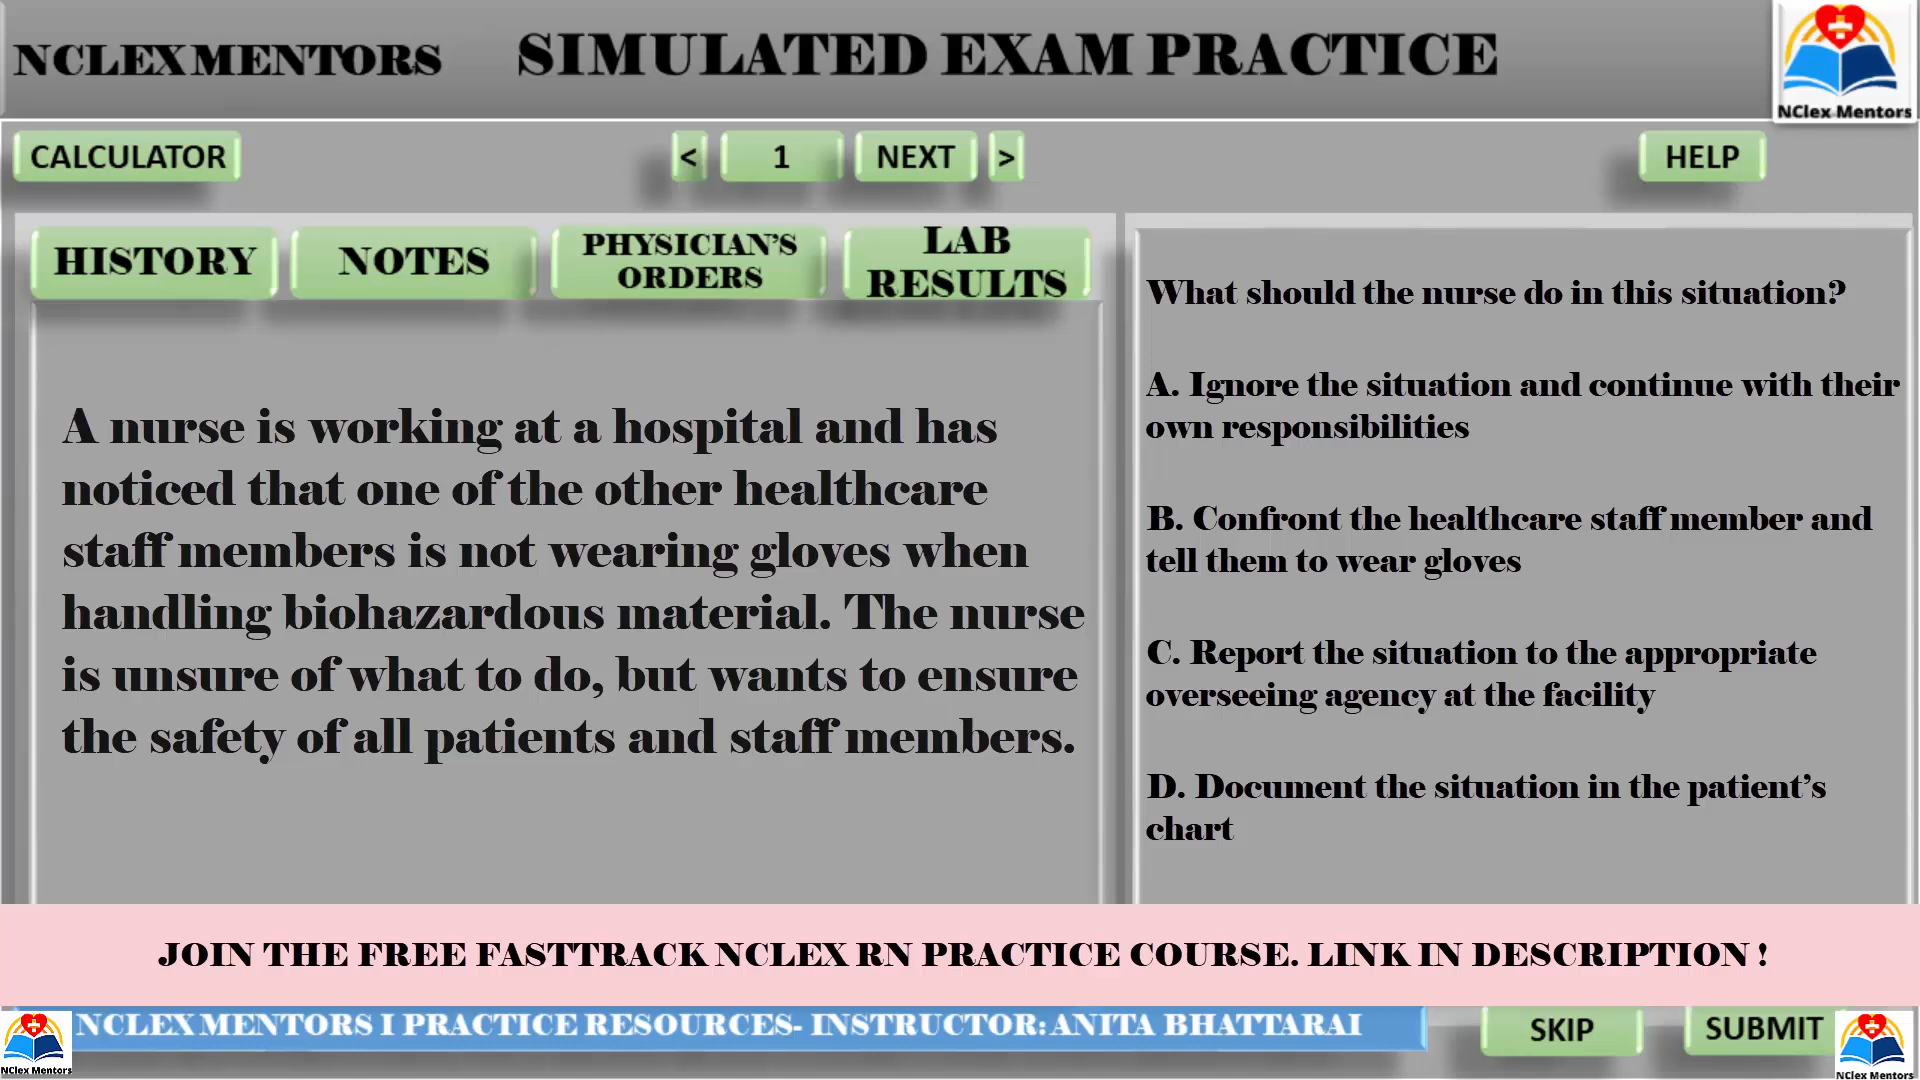 NCLEX MENTORS
SIMULATED EXAM PRACTICE
NClex Mentors
CALCULATOR
<
1
NEXT
>
HELP
HISTORY
NOTES
PHYSICIAN'S
ORDERS
LAB
RESULTS
A nurse is working at a hospital and has
noticed that one of the other healthcare
staff members is not wearing gloves when
handling biohazardous material. The nurse
is unsure of what to do, but wants to ensure
the safety of all patients and staff members.
What should the nurse do in this situation?
A. Ignore the situation and continue with their
own responsibilities
B. Confront the healthcare staff member and
tell them to wear gloves
C. Report the situation to the appropriate
overseeing agency at the facility
D. Document the situation in the patient's
chart
JOIN THE FREE FASTTRACK NCLEX RN PRACTICE COURSE. LINK IN DESCRIPTION !
NClex Mentors
NCLEX MENTORS I PRACTICE RESOURCES- INSTRUCTOR: ANITA BHATTARAI
SKIP
SUBMIT
NClex Mentors